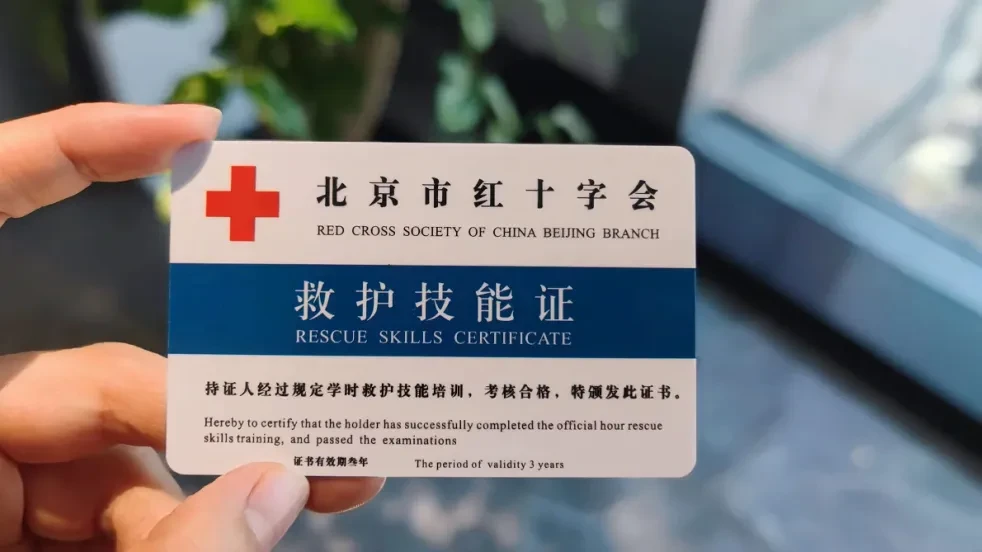 北京市红十字会
RED CROSS SOCIETY OF CHINA BEIJING BRANCH
救护技能证
RESCUE SKILLS CERTIFICATE
持证人经过规定学时救护技能培训，考核合格，特颁发此证书。
Hereby to certify that the holder has successfully completed the official hour rescue
skills training, and passed the examinations
证书有效期叁年 The period of validity 3 years